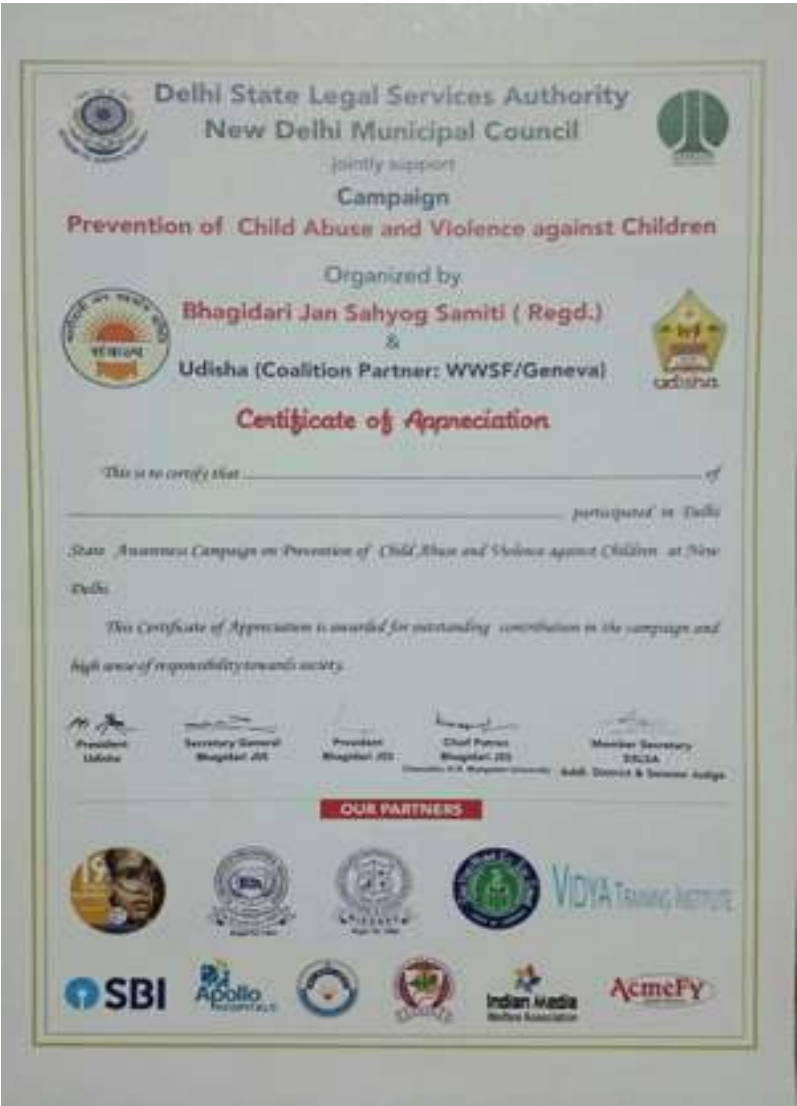 Delhi State Legal Services Authority
New Delhi Municipal Council
jointly support
Campaign
Prevention of Child Abuse and Violence against Children
Organized by
Bhagidari Jan Sahyog Samiti ( Regd.)
&
Udisha (Coalition Partner: WWSF/Geneva)
udisha
Certificate of Appreciation
This is to certify that of
participated in Delhi
State Awareness Campaign on Prevention of Child Abuse and Violence against Children at New
Delhi.
This Certificate of Appreciation is awarded for outstanding contribution in the campaign and
high sense of responsibility towards society.
President
Udisha
Secretary General
Bhagidari JSS
President
Bhagidari JSS
Chief Patron
Bhagidari JSS
Member Secretary
DSLSA
Addl. District & Session Judge
OUR PARTNERS
19
VIDYA TRAINING INSTITUTE
SBI
Apollo
HOSPITALS
Indian Media
Welfare Association
AcmeFy